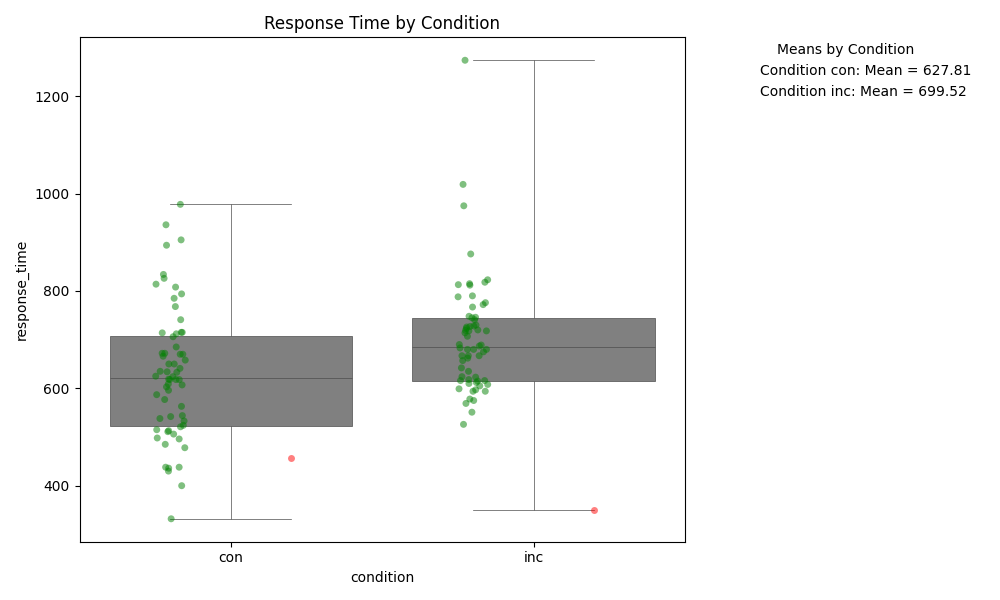 Response Time by Condition
Means by Condition
Condition con: Mean = 627.81
Condition inc: Mean = 699.52
1200
1000
800
600
400
response_time
con
inc
condition